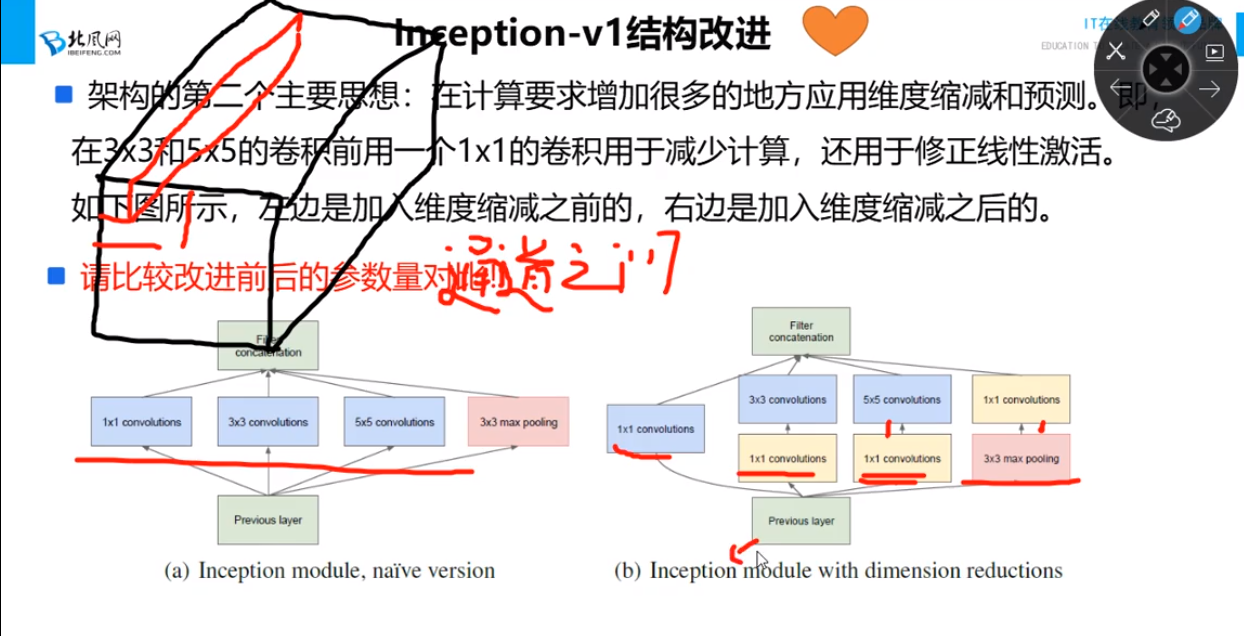 北风网
IBEIFENG.COM
Inception-v1结构改进
架构的第二个主要思想：在计算要求增加很多的地方应用维度缩减和预测。即，
在3x3和5x5的卷积前用一个1x1的卷积用于减少计算，还用于修正线性激活。
如下图所示，左边是加入维度缩减之前的，右边是加入维度缩减之后的。
请比较改进前后的参数量对比!!
通道之间
Filter
concatenation
1x1 convolutions
3x3 convolutions
5x5 convolutions
3x3 max pooling
Previous layer
(a) Inception module, naïve version
Filter
concatenation
3x3 convolutions
5x5 convolutions
1x1 convolutions
1x1 convolutions
1x1 convolutions
1x1 convolutions
3x3 max pooling
Previous layer
(b) Inception module with dimension reductions